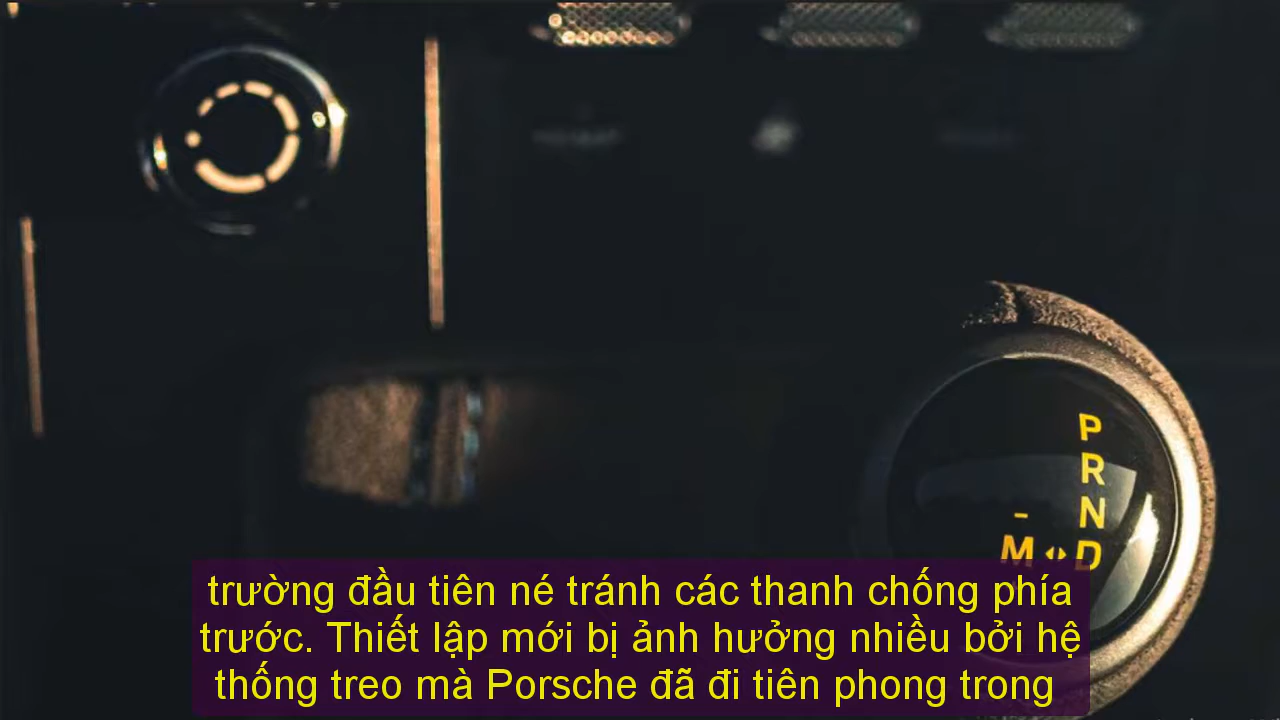 P
R
N
-
M ◂▸ D
trường đầu tiên né tránh các thanh chống phía
trước. Thiết lập mới bị ảnh hưởng nhiều bởi hệ
thống treo mà Porsche đã đi tiên phong trong